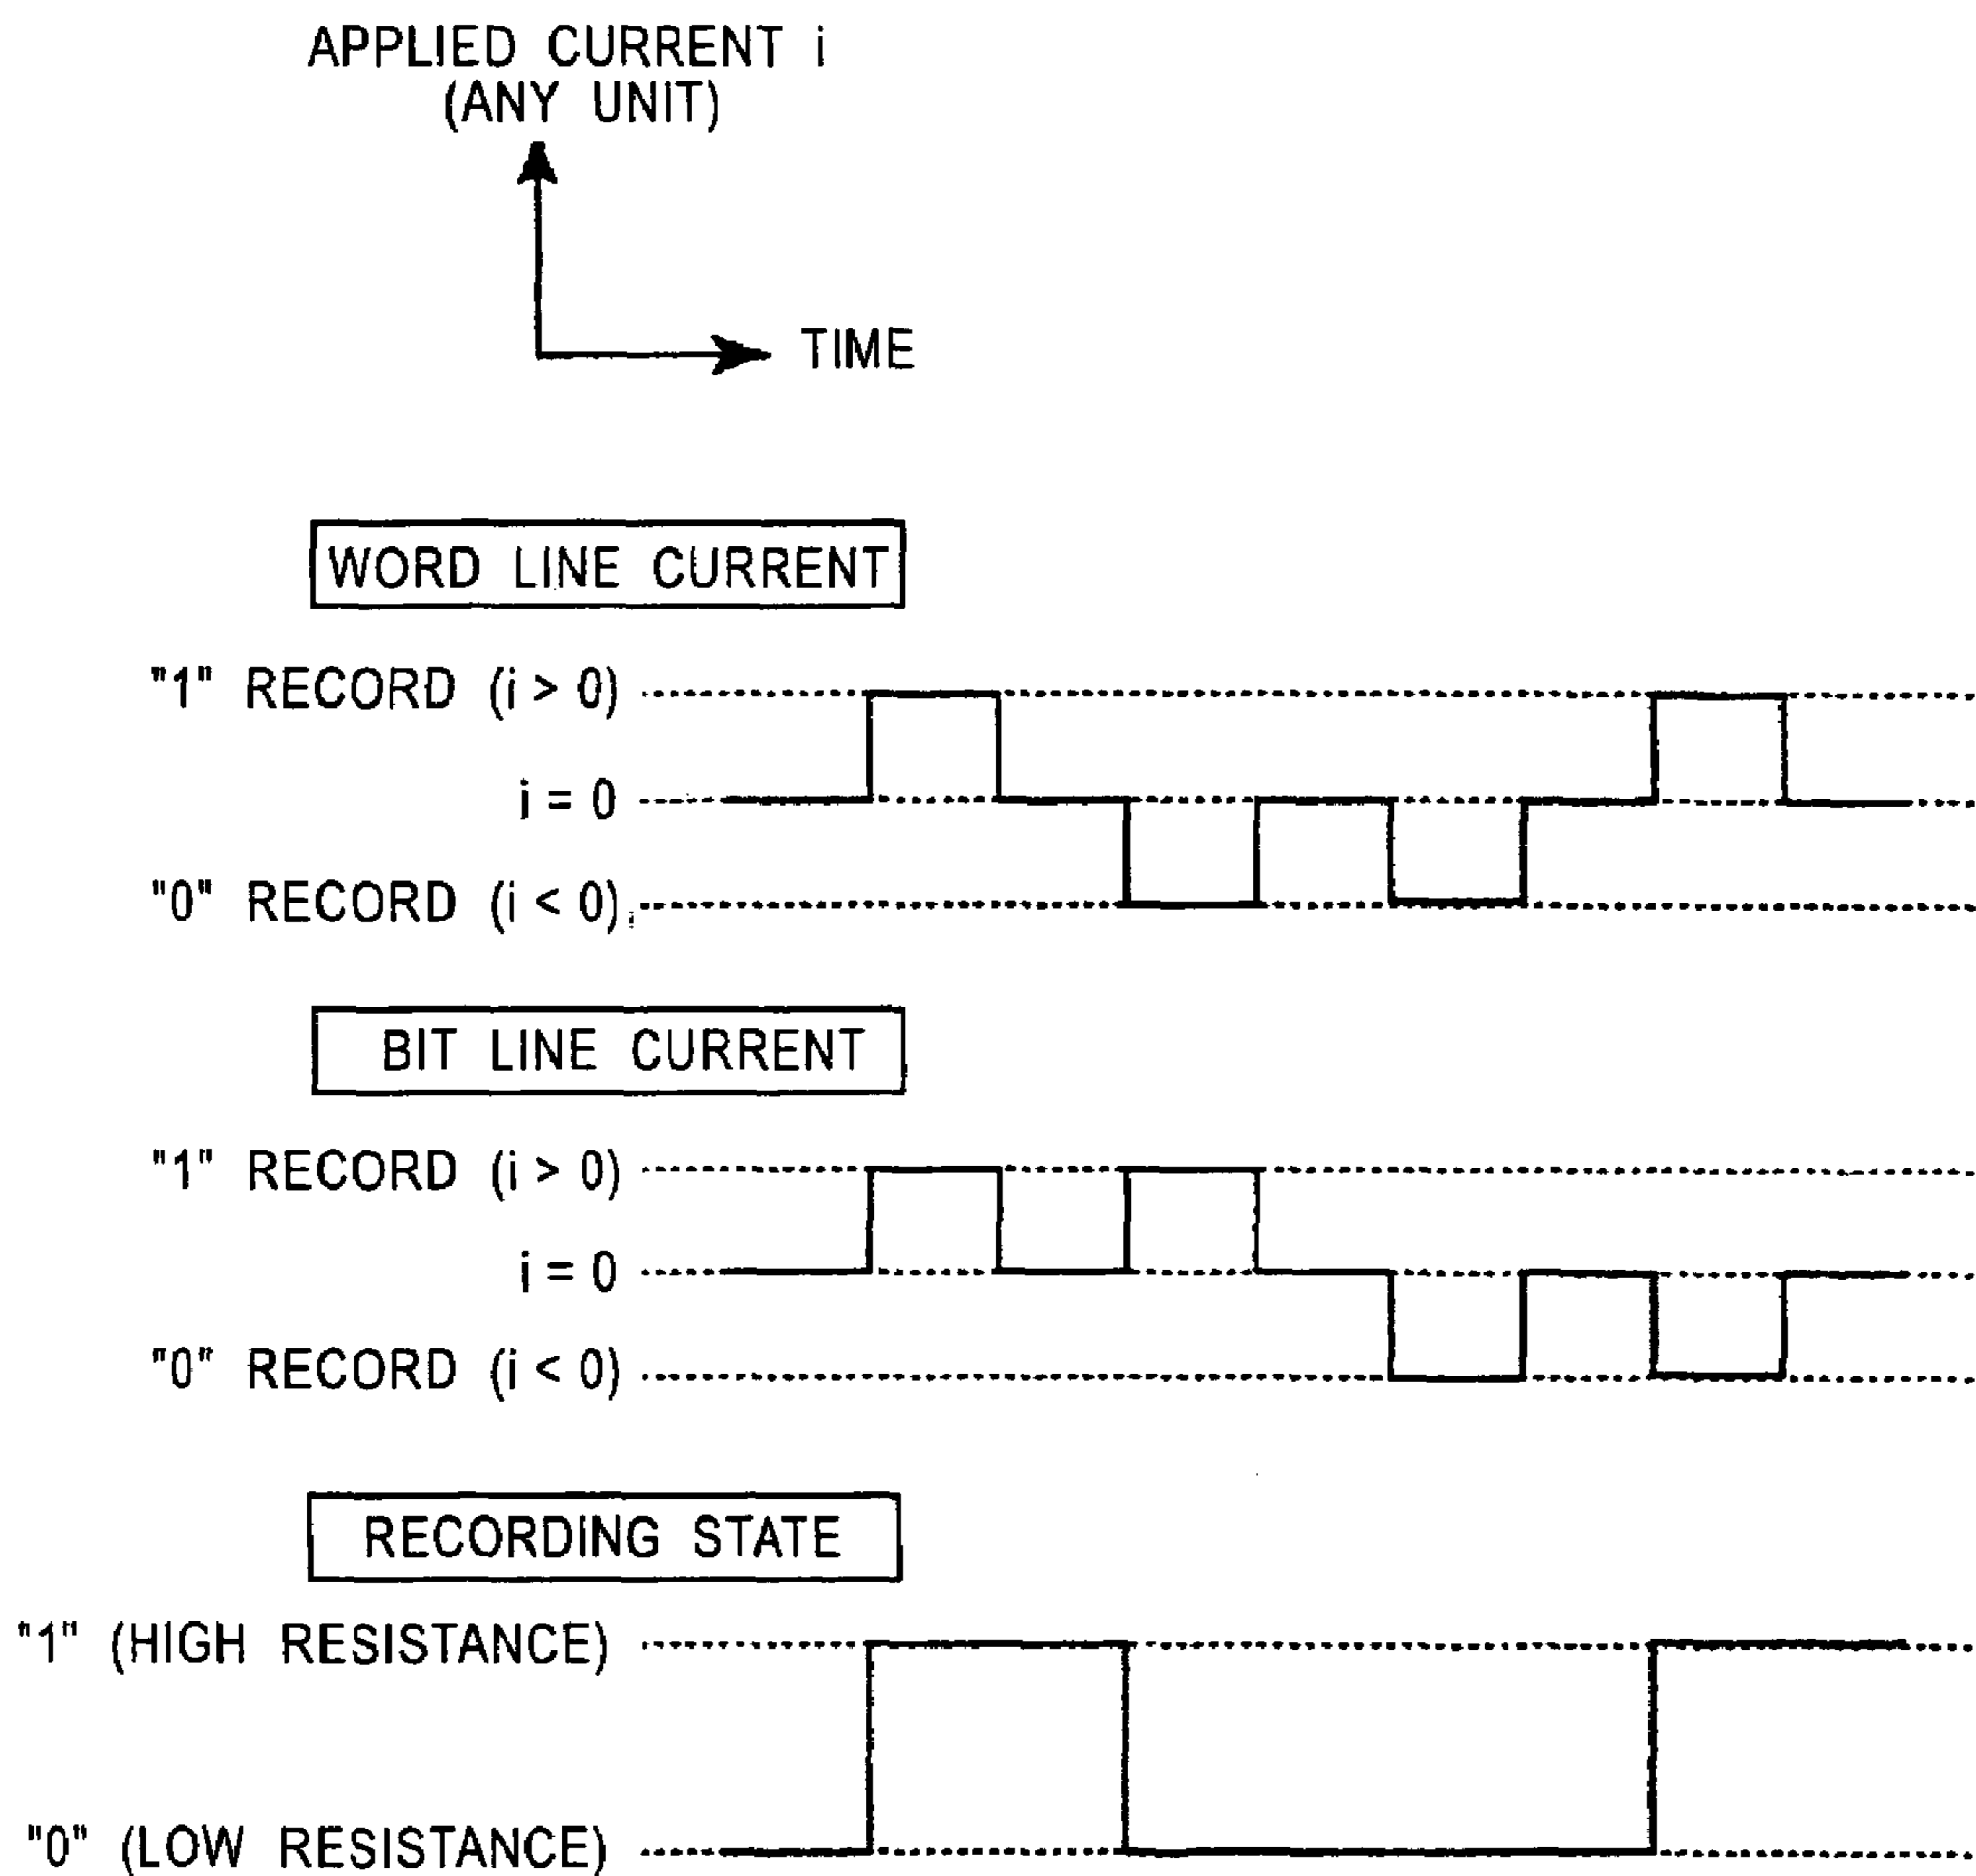 APPLIED CURRENT i
(ANY UNIT)
TIME
WORD LINE CURRENT
"1" RECORD (i > 0)
i = 0
"0" RECORD (i < 0)
BIT LINE CURRENT
"1" RECORD (i > 0)
i = 0
"0" RECORD (i < 0)
RECORDING STATE
"1" (HIGH RESISTANCE)
"0" (LOW RESISTANCE)